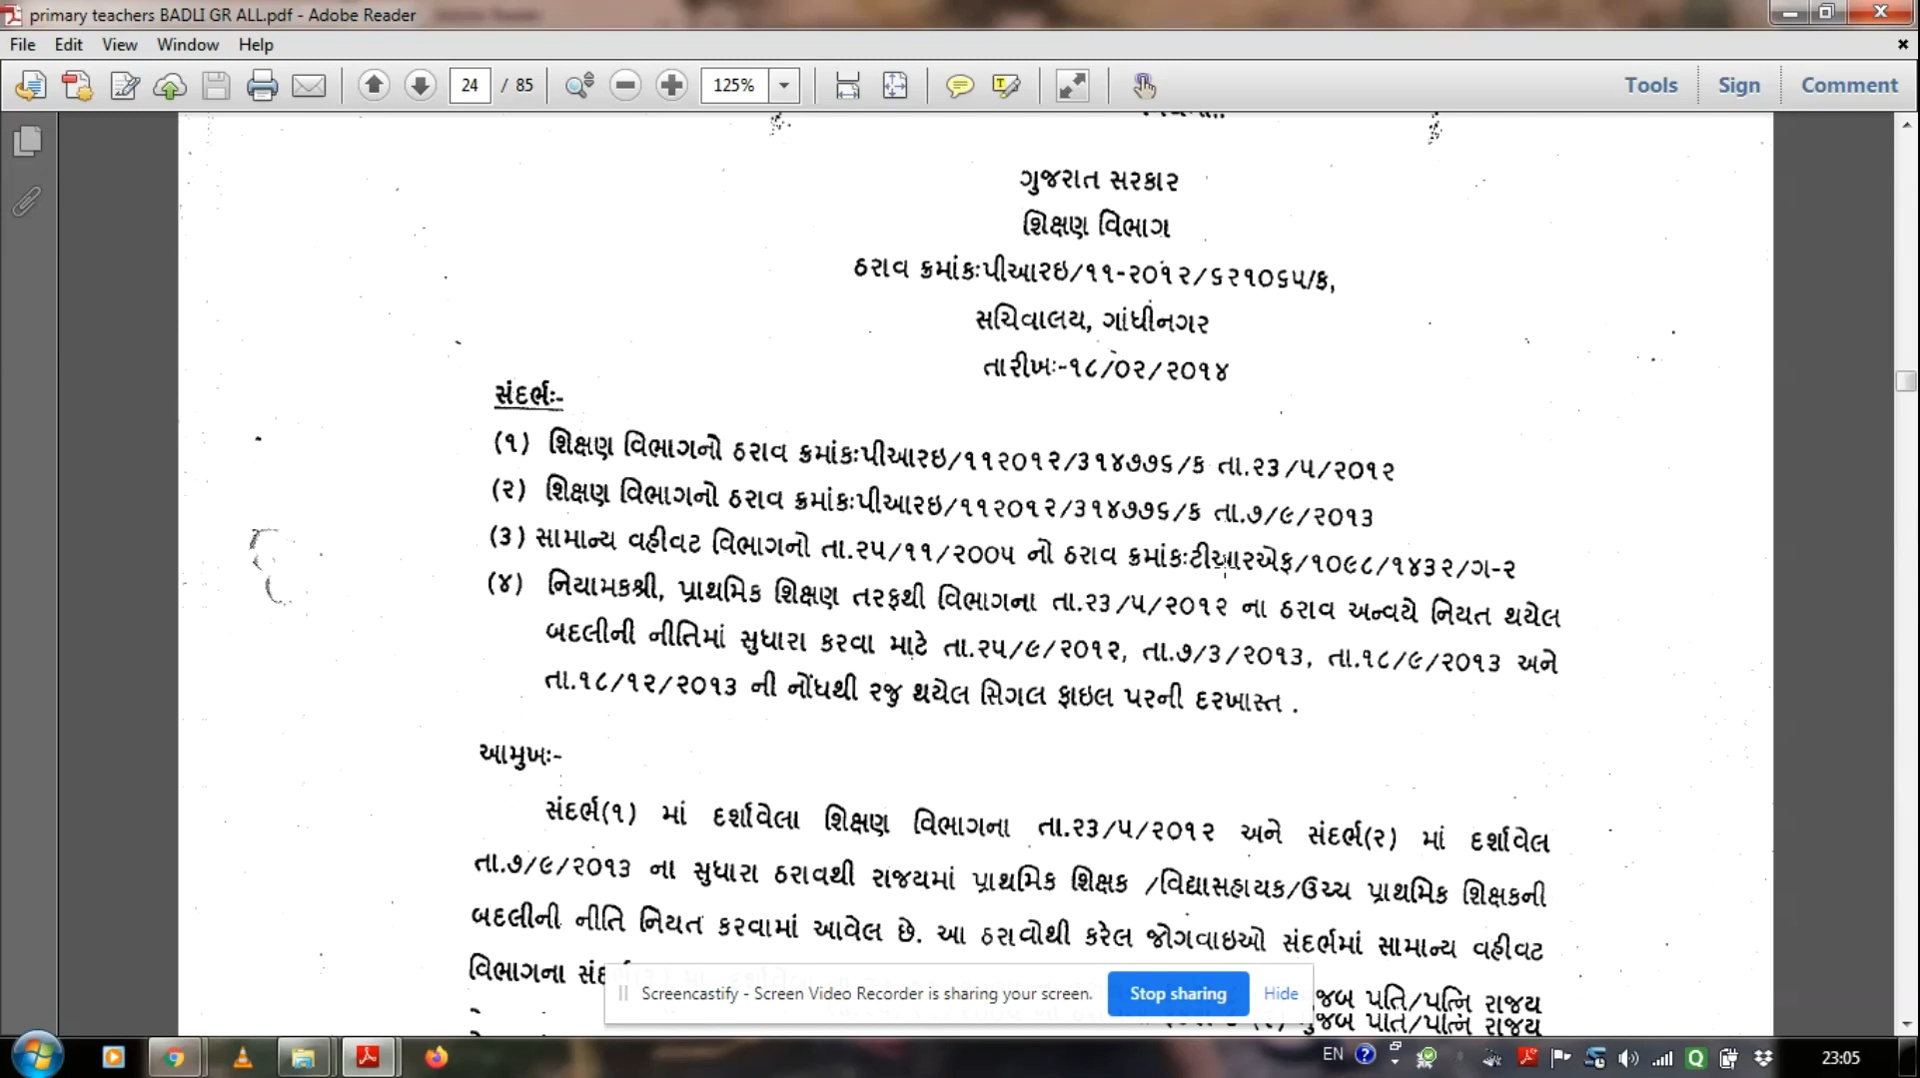 primary teachers BADLI GR ALL.pdf - Adobe Reader
File Edit View Window Help
24 / 85 125% Tools Sign Comment
ગુજરાત સરકાર
શિક્ષણ વિભાગ
ઠરાવ ક્રમાંકઃપીઆરઇ/૧૧-૨૦૧૨/૬૨૧૦૬૫/ક,
સચિવાલય, ગાંધીનગર
તારીખઃ-૧૮/૦૨/૨૦૧૪
સંદર્ભઃ-
(૧) શિક્ષણ વિભાગનો ઠરાવ ક્રમાંકઃપીઆરઇ/૧૧૨૦૧૨/૩૧૪૭૭૬/ક તા.૨૩/૫/૨૦૧૨
(૨) શિક્ષણ વિભાગનો ઠરાવ ક્રમાંકઃપીઆરઇ/૧૧૨૦૧૨/૩૧૪૭૭૬/ક તા.૭/૯/૨૦૧૩
(૩) સામાન્ય વહીવટ વિભાગનો તા.૨૫/૧૧/૨૦૦૫ નો ઠરાવ ક્રમાંકઃટીઆરએફ/૧૦૯૮/૧૪૩૨/ગ-૨
(૪) નિયામકશ્રી, પ્રાથમિક શિક્ષણ તરફથી વિભાગના તા.૨૩/૫/૨૦૧૨ ના ઠરાવ અન્વયે નિયત થયેલ
બદલીની નીતિમાં સુધારા કરવા માટે તા.૨૫/૯/૨૦૧૨, તા.૭/૩/૨૦૧૩, તા.૧૮/૯/૨૦૧૩ અને
તા.૧૮/૧૨/૨૦૧૩ ની નોંધથી રજુ થયેલ સિગલ ફાઇલ પરની દરખાસ્ત .
આમુખઃ-
સંદર્ભ(૧) માં દર્શાવેલા શિક્ષણ વિભાગના તા.૨૩/૫/૨૦૧૨ અને સંદર્ભ(૨) માં દર્શાવેલ
તા.૭/૯/૨૦૧૩ ના સુધારા ઠરાવથી રાજયમાં પ્રાથમિક શિક્ષક /વિદ્યાસહાયક/ઉચ્ચ પ્રાથમિક શિક્ષકની
બદલીની નીતિ નિયત કરવામાં આવેલ છે. આ ઠરાવોથી કરેલ જોગવાઇઓ સંદર્ભમાં સામાન્ય વહીવટ
વિભાગના પતિ/પત્નિ રાજય
Screencastify - Screen Video Recorder is sharing your screen. Stop sharing Hide
પતિ/પત્નિ રાજય
EN 23:05